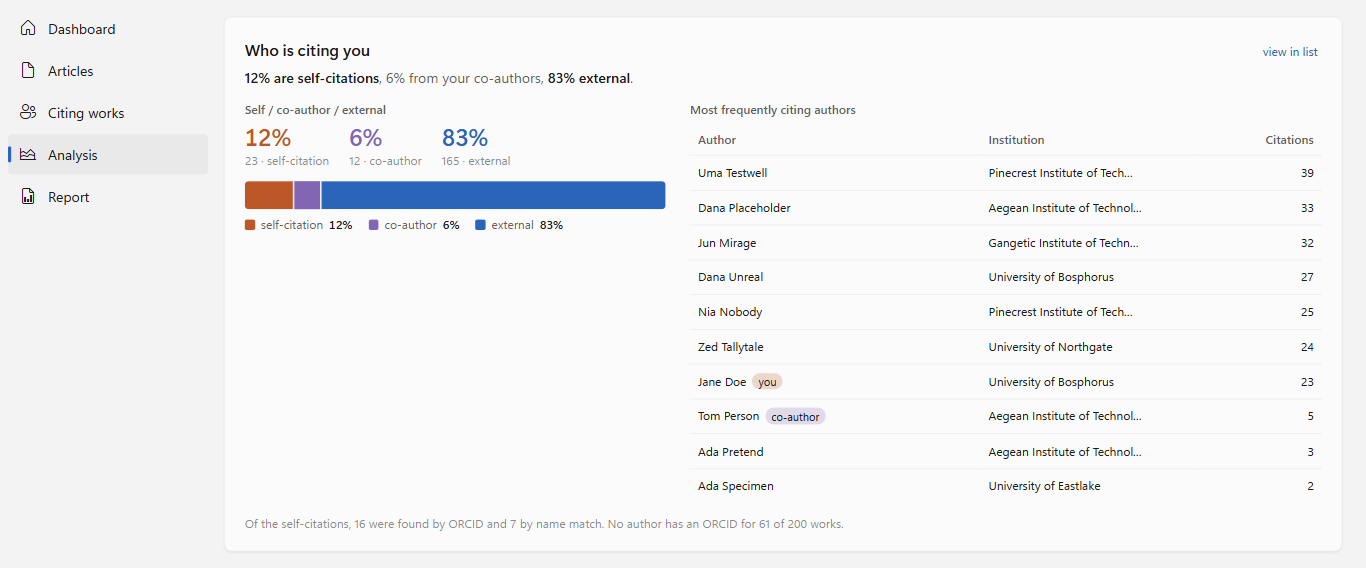 Dashboard
Articles
Citing works
Analysis
Report
Who is citing you
view in list
12% are self-citations, 6% from your co-authors, 83% external.
Self / co-author / external
12% 6% 83%
23 · self-citation 12 · co-author 165 · external
self-citation 12% co-author 6% external 83%
Most frequently citing authors
Author Institution Citations
Uma Testwell Pinecrest Institute of Tech... 39
Dana Placeholder Aegean Institute of Technol... 33
Jun Mirage Gangetic Institute of Techn... 32
Dana Unreal University of Bosphorus 27
Nia Nobody Pinecrest Institute of Tech... 25
Zed Tallytale University of Northgate 24
Jane Doe you University of Bosphorus 23
Tom Person co-author Aegean Institute of Technol... 5
Ada Pretend Aegean Institute of Technol... 3
Ada Specimen University of Eastlake 2
Of the self-citations, 16 were found by ORCID and 7 by name match. No author has an ORCID for 61 of 200 works.